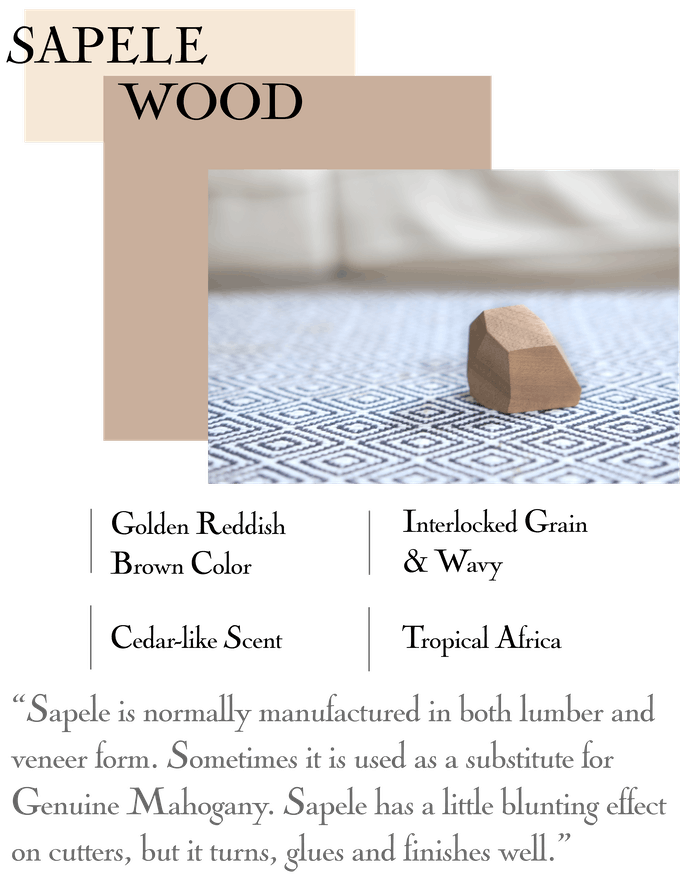 SAPELE
WOOD
Golden Reddish
Brown Color
Interlocked Grain
& Wavy
Cedar-like Scent
Tropical Africa
“Sapele is normally manufactured in both lumber and
veneer form. Sometimes it is used as a substitute for
Genuine Mahogany. Sapele has a little blunting effect
on cutters, but it turns, glues and finishes well.”